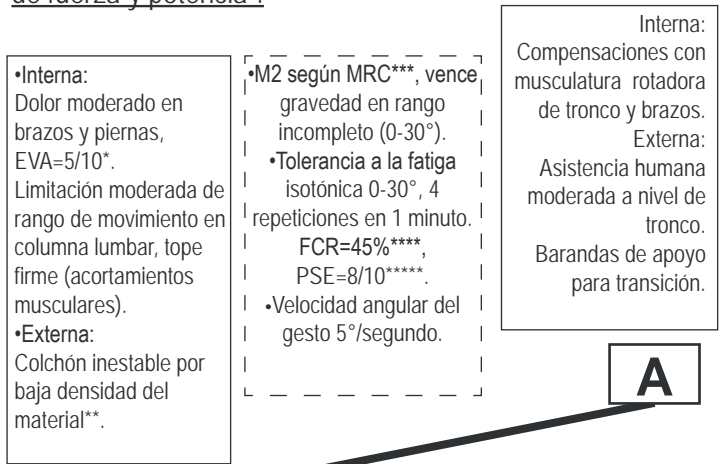 de fuerza y potencia I
•Interna:
Dolor moderado en
brazos y piernas,
EVA=5/10*.
Limitación moderada de
rango de movimiento en
columna lumbar, tope
firme (acortamientos
musculares).
•Externa:
Colchón inestable por
baja densidad del
material**.
•M2 según MRC***, vence
gravedad en rango
incompleto (0-30°).
•Tolerancia a la fatiga
isotónica 0-30°, 4
repeticiones en 1 minuto.
FCR=45%****,
PSE=8/10*****.
•Velocidad angular del
gesto 5°/segundo.
Interna:
Compensaciones con
musculatura rotadora
de tronco y brazos.
Externa:
Asistencia humana
moderada a nivel de
tronco.
Barandas de apoyo
para transición.
A